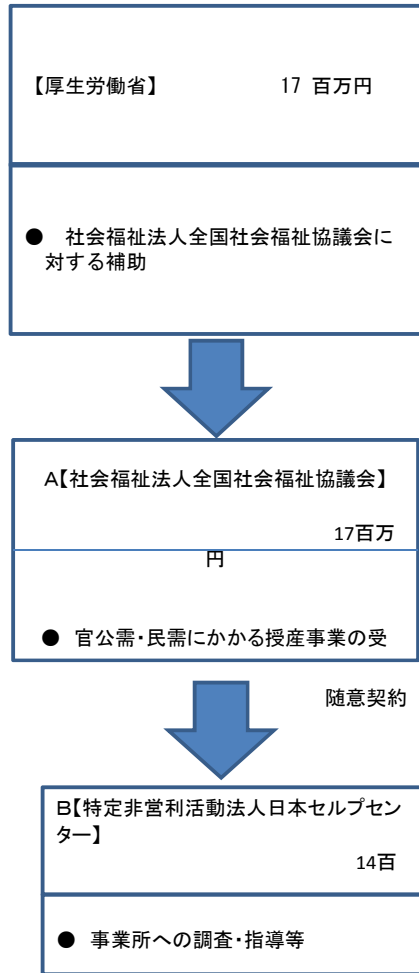 【厚生労働省】 17 百万円
● 社会福祉法人全国社会福祉協議会に
対する補助
A【社会福祉法人全国社会福祉協議会】
17百万
円
● 官公需・民需にかかる授産事業の受
随意契約
B【特定非営利活動法人日本セルプセン
ター】
14百
● 事業所への調査・指導等